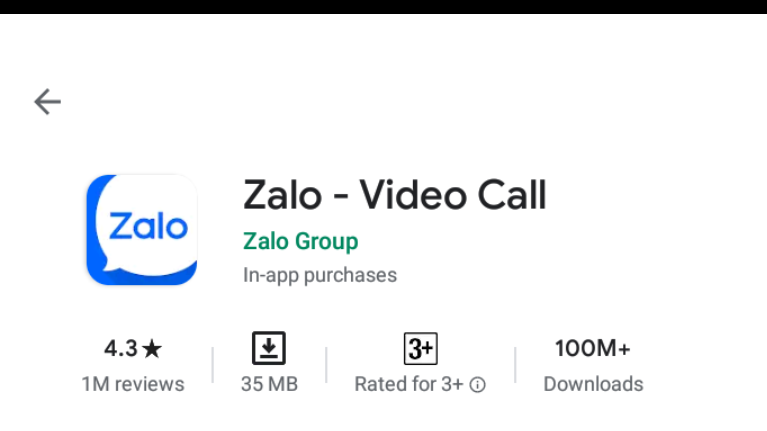 Zalo
Zalo - Video Call
Zalo Group
In-app purchases
4.3★
3+
100M+
1M reviews
35 MB
Rated for 3+
Downloads